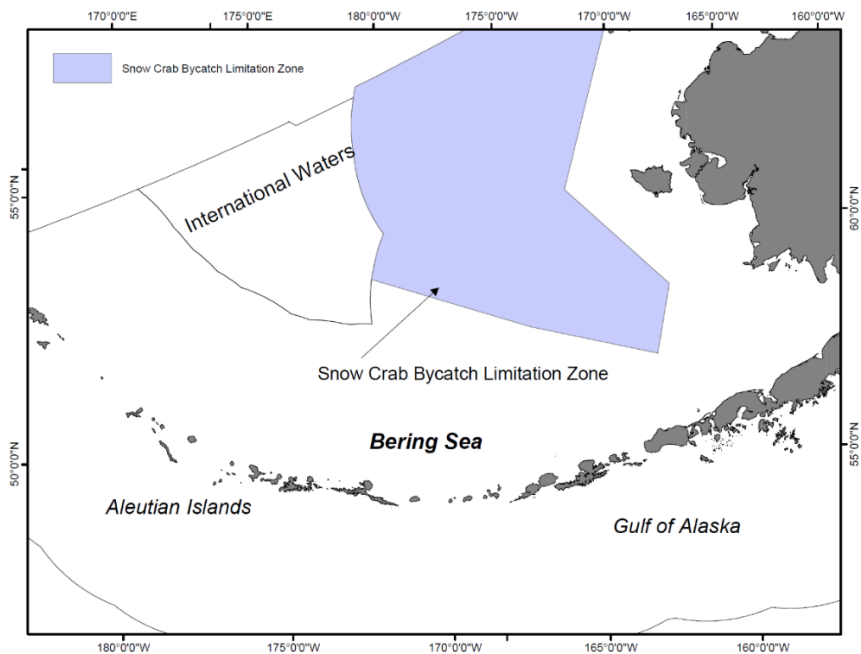 170°0'0"E 175°0'0"E 180°0'0"W 175°0'0"W 170°0'0"W 165°0'0"W 160°0'0"W
Snow Crab Bycatch Limitation Zone
International Waters
55°0'0"N
60°0'0"N
Snow Crab Bycatch Limitation Zone
Bering Sea
50°0'0"N
55°0'0"N
Aleutian Islands
Gulf of Alaska
180°0'0"W 175°0'0"W 170°0'0"W 165°0'0"W 160°0'0"W